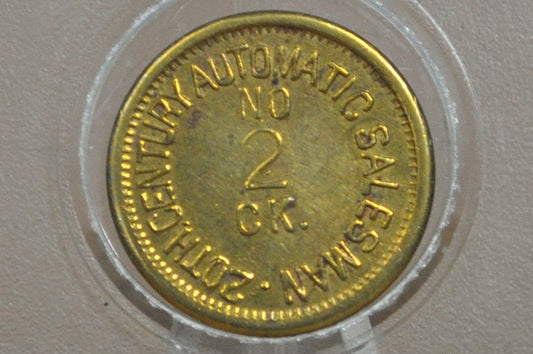 20TH. CENTURY AUTOMATIC SALESMAN ·
NO
2
CK.